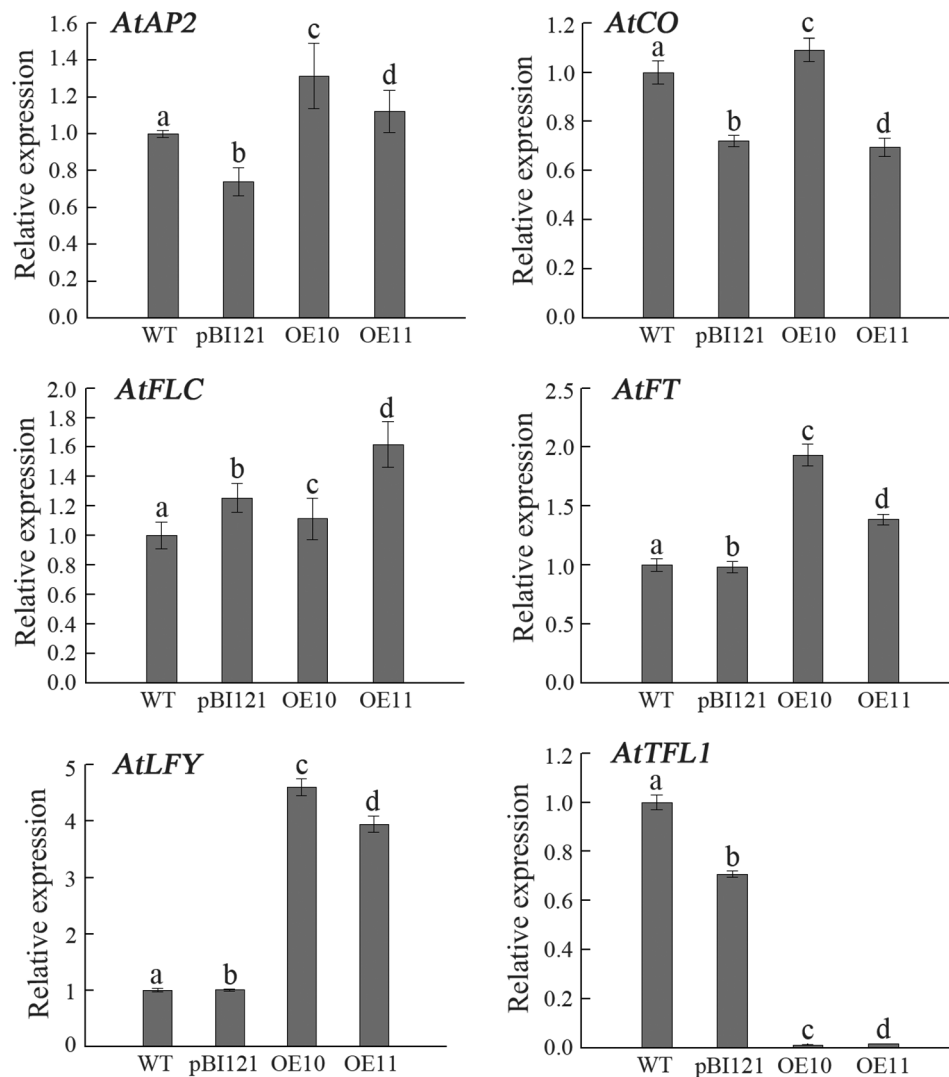 AtAP2
Relative expression
1.6
1.4
1.2
1.0
0.8
0.6
0.4
0.2
0.0
a
b
c
d
WT pBI121 OE10 OE11
AtCO
Relative expression
1.2
1.0
0.8
0.6
0.4
0.2
0.0
a
b
c
d
WT pBI121 OE10 OE11
AtFLC
Relative expression
2.0
1.8
1.6
1.4
1.2
1.0
0.8
0.6
0.4
0.2
0.0
a
b
c
d
WT pBI121 OE10 OE11
AtFT
Relative expression
2.5
2.0
1.5
1.0
0.5
0.0
a
b
c
d
WT pBI121 OE10 OE11
AtLFY
Relative expression
5
4
2
1
0
a
b
c
d
WT pBI121 OE10 OE11
AtTFL1
Relative expression
1.2
1.0
0.8
0.6
0.4
0.2
0.0
a
b
c
d
WT pBI121 OE10 OE11